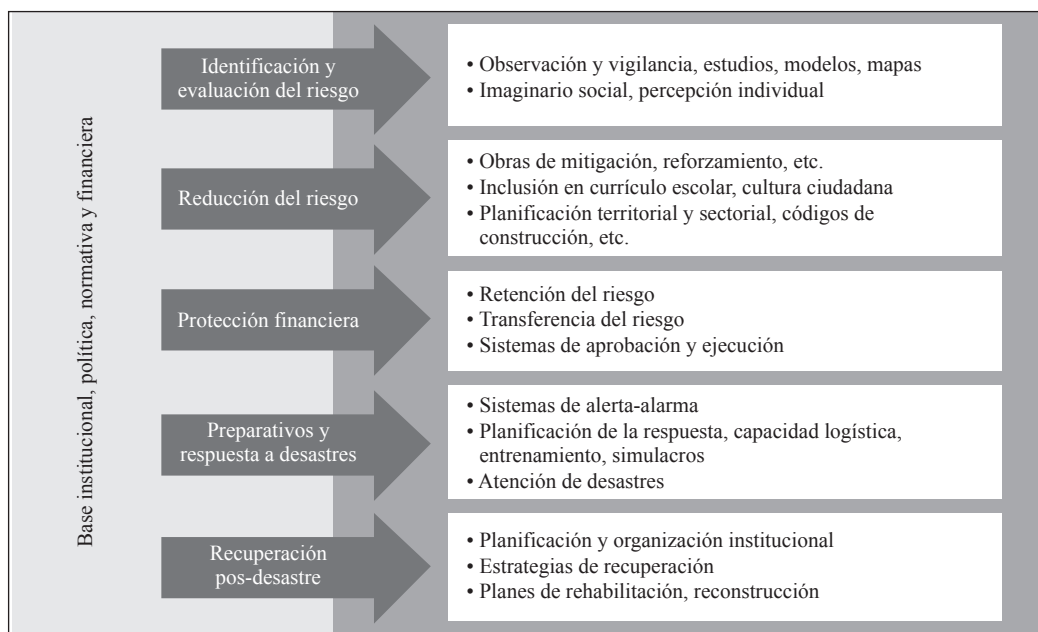 Base institucional, política, normativa y financiera
Identificación y
evaluación del riesgo
• Observación y vigilancia, estudios, modelos, mapas
• Imaginario social, percepción individual
Reducción del riesgo
• Obras de mitigación, reforzamiento, etc.
• Inclusión en currículo escolar, cultura ciudadana
• Planificación territorial y sectorial, códigos de
construcción, etc.
Protección financiera
• Retención del riesgo
• Transferencia del riesgo
• Sistemas de aprobación y ejecución
Preparativos y
respuesta a desastres
• Sistemas de alerta-alarma
• Planificación de la respuesta, capacidad logística,
entrenamiento, simulacros
• Atención de desastres
Recuperación
pos-desastre
• Planificación y organización institucional
• Estrategias de recuperación
• Planes de rehabilitación, reconstrucción